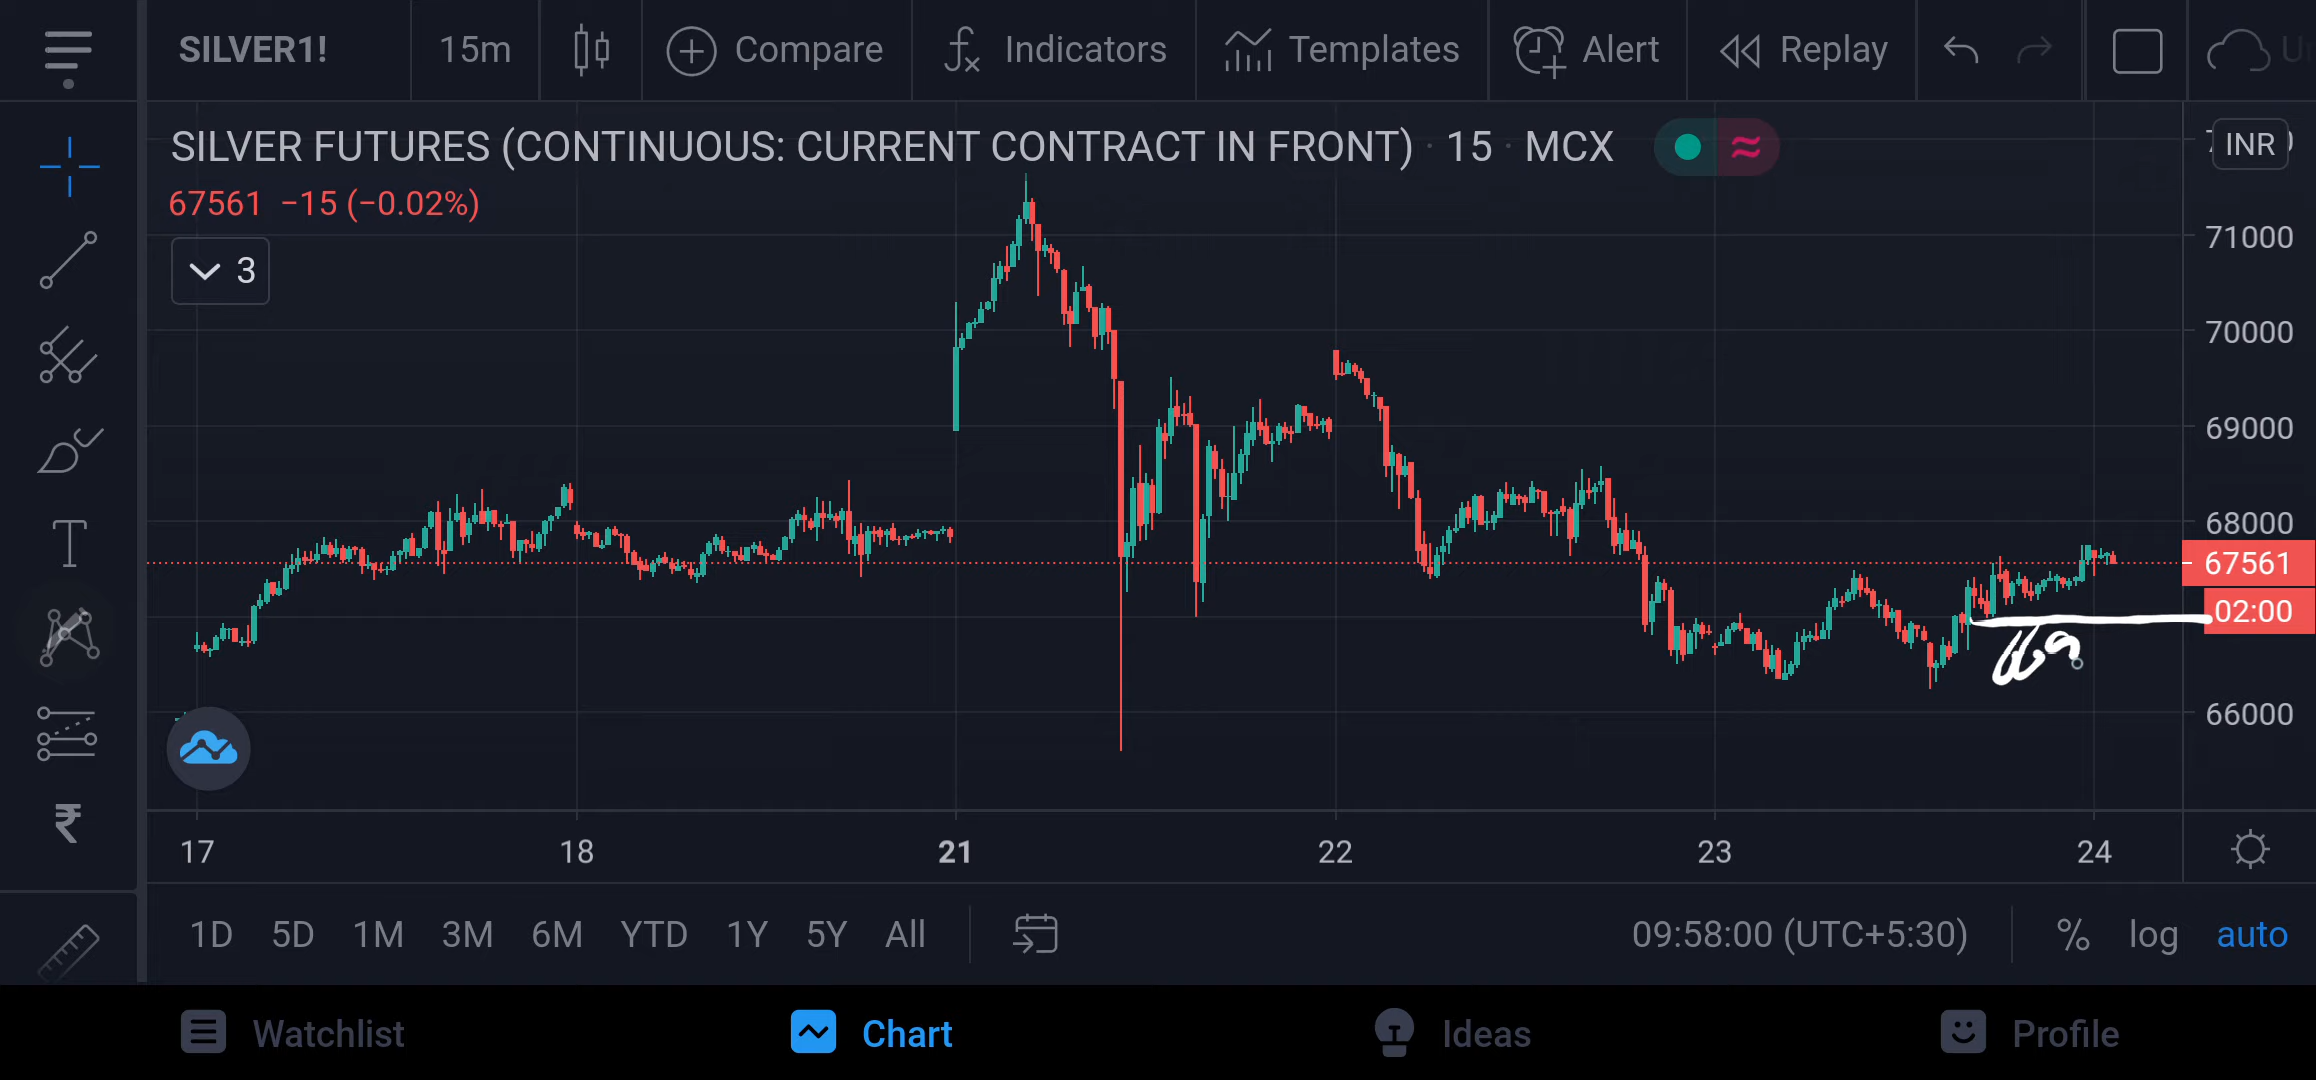 SILVER1! 15m Compare Indicators Templates Alert Replay
SILVER FUTURES (CONTINUOUS: CURRENT CONTRACT IN FRONT) · 15 · MCX
INR
67561 −15 (−0.02%)
3
71000
70000
69000
68000
67561
02:00
66000
17 18 21 22 23 24
1D 5D 1M 3M 6M YTD 1Y 5Y All 09:58:00 (UTC+5:30) % log auto
Watchlist Chart Ideas Profile